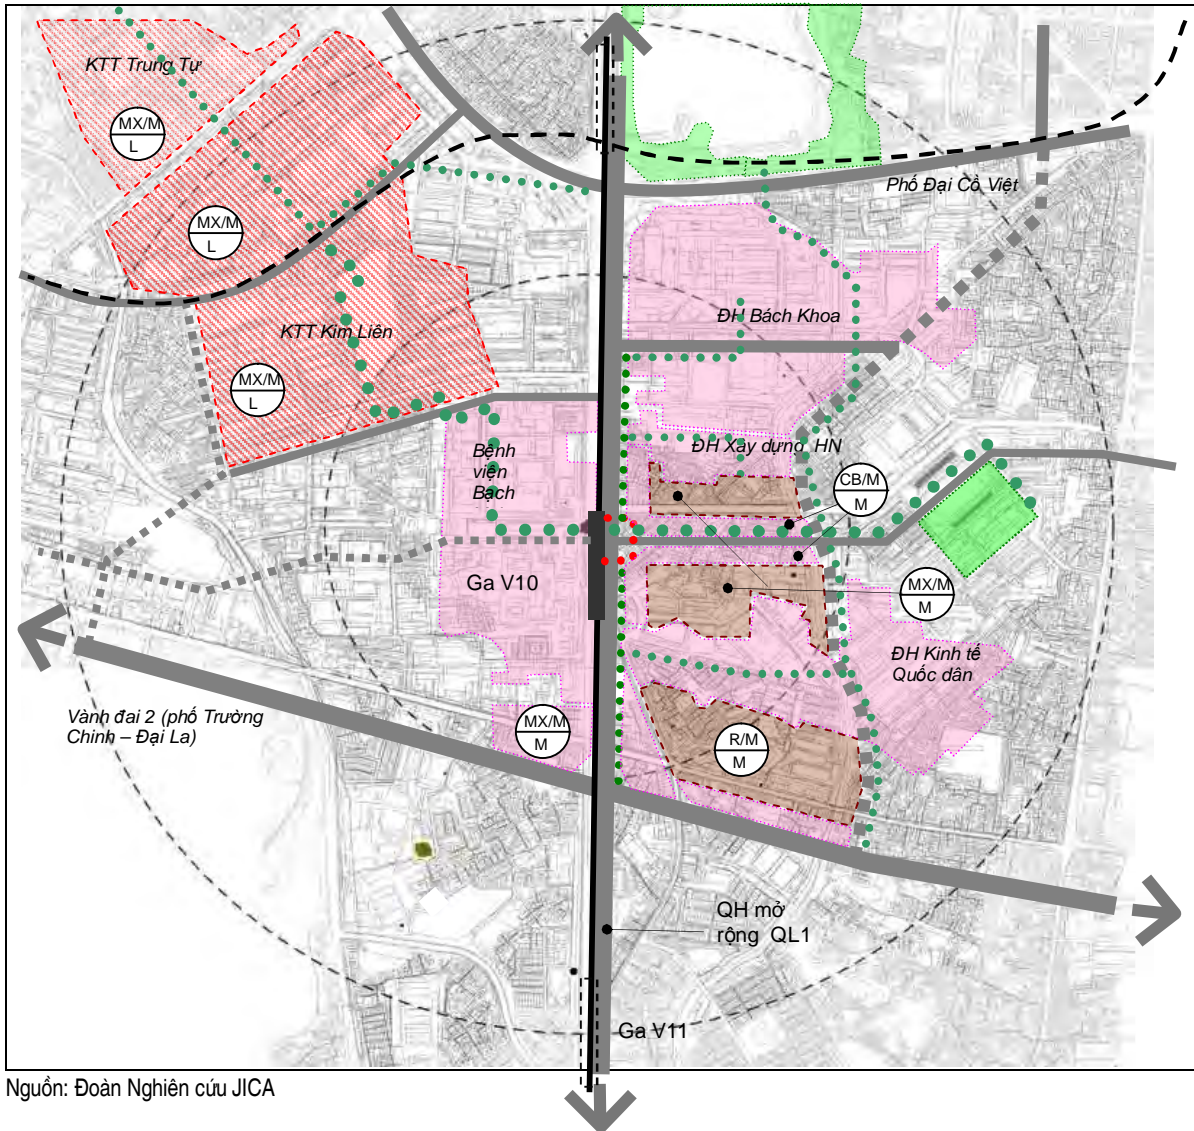 KTT Trung Tự
MX/M
L
MX/M
L
Phố Đại Cồ Việt
KTT Kim Liên
ĐH Bách Khoa
MX/M
L
Bệnh
viện
Bạch
ĐH Xây dựng HN
CB/M
M
Ga V10
MX/M
M
ĐH Kinh tế
Quốc dân
Vành đai 2 (phố Trường
Chinh – Đại La)
MX/M
M
R/M
M
QH mở
rộng QL1
Ga V11
Nguồn: Đoàn Nghiên cứu JICA